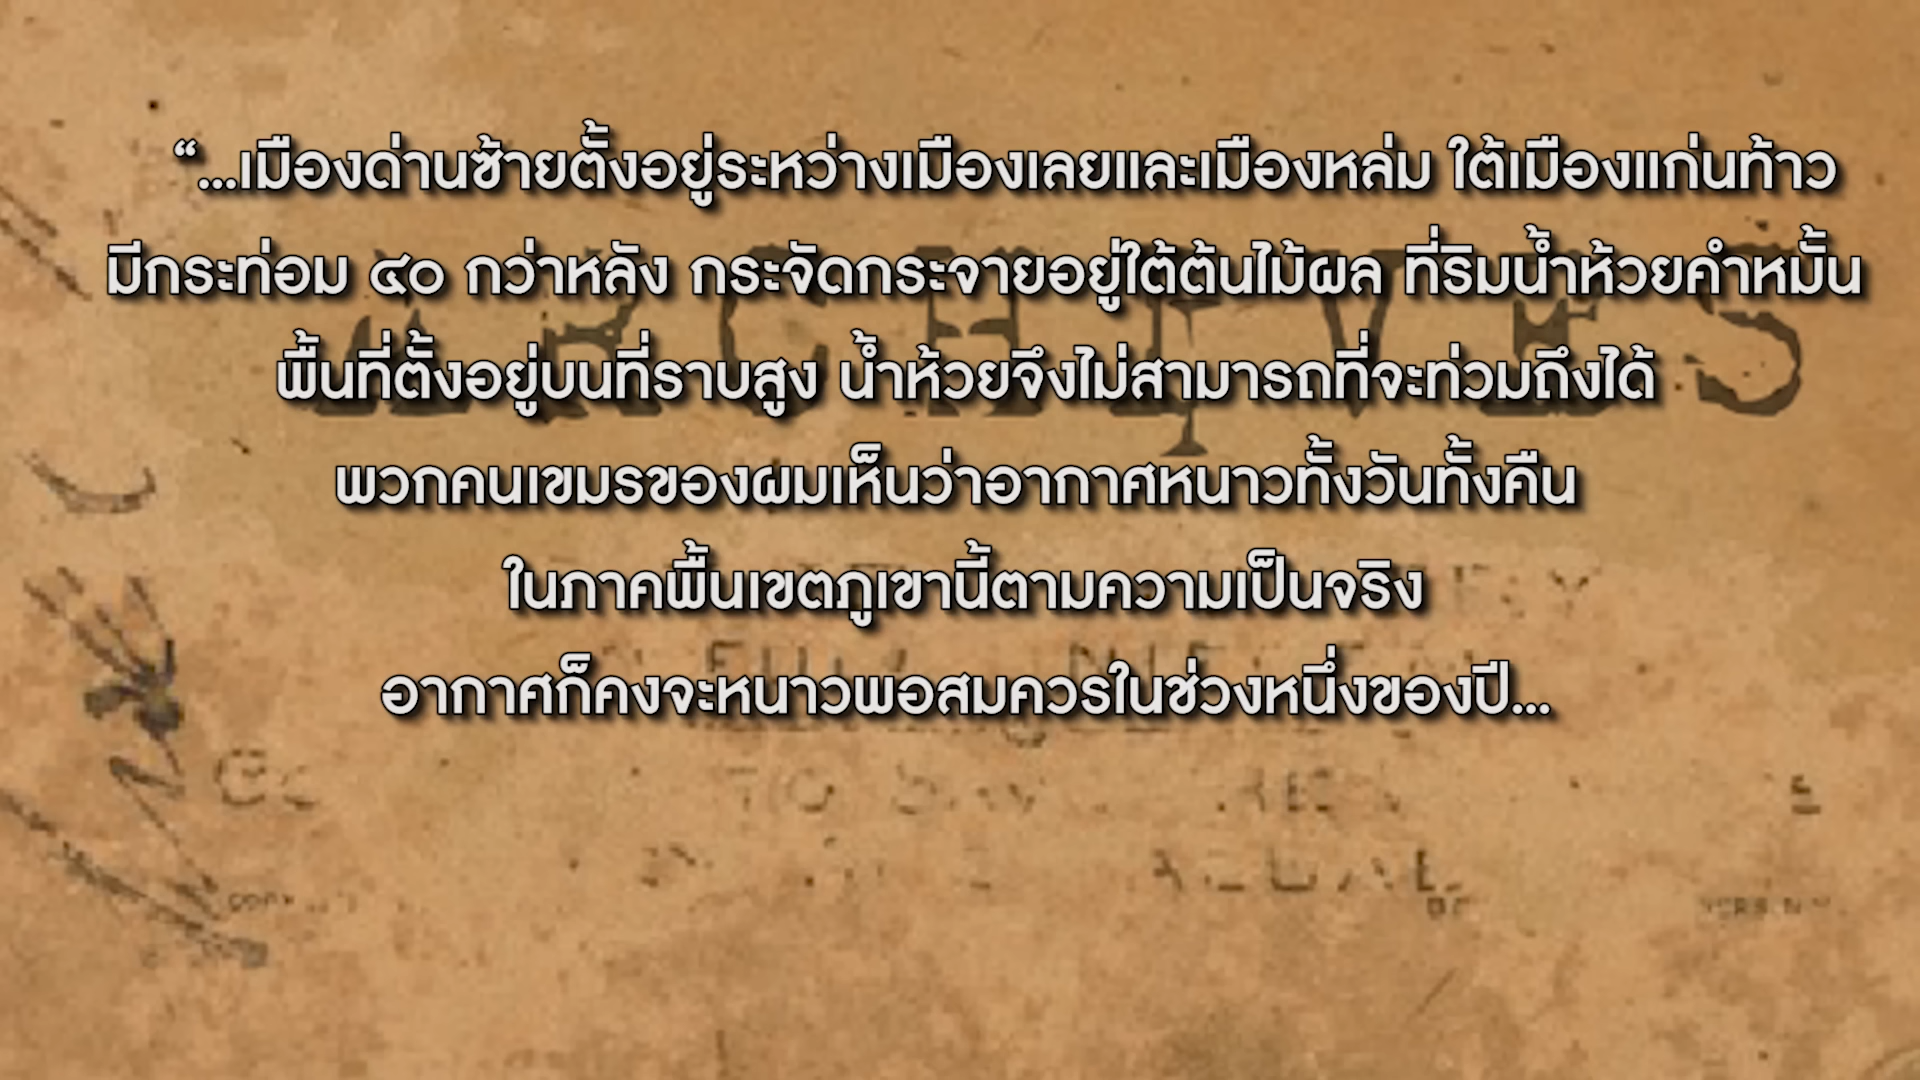 “...เมืองด่านซ้ายตั้งอยู่ระหว่างเมืองเลยและเมืองหล่ม ใต้เมืองแก่นท้าว
มีกระท่อม ๔๐ กว่าหลัง กระจัดกระจายอยู่ใต้ต้นไม้ผล ที่ริมน้ำห้วยคำหมั้น
พื้นที่ตั้งอยู่บนที่ราบสูง น้ำห้วยจึงไม่สามารถที่จะท่วมถึงได้
พวกคนเขมรของผมเห็นว่าอากาศหนาวทั้งวันทั้งคืน
ในภาคพื้นเขตภูเขานี้ตามความเป็นจริง
อากาศก็คงจะหนาวพอสมควรในช่วงหนึ่งของปี...
ARCHIVES